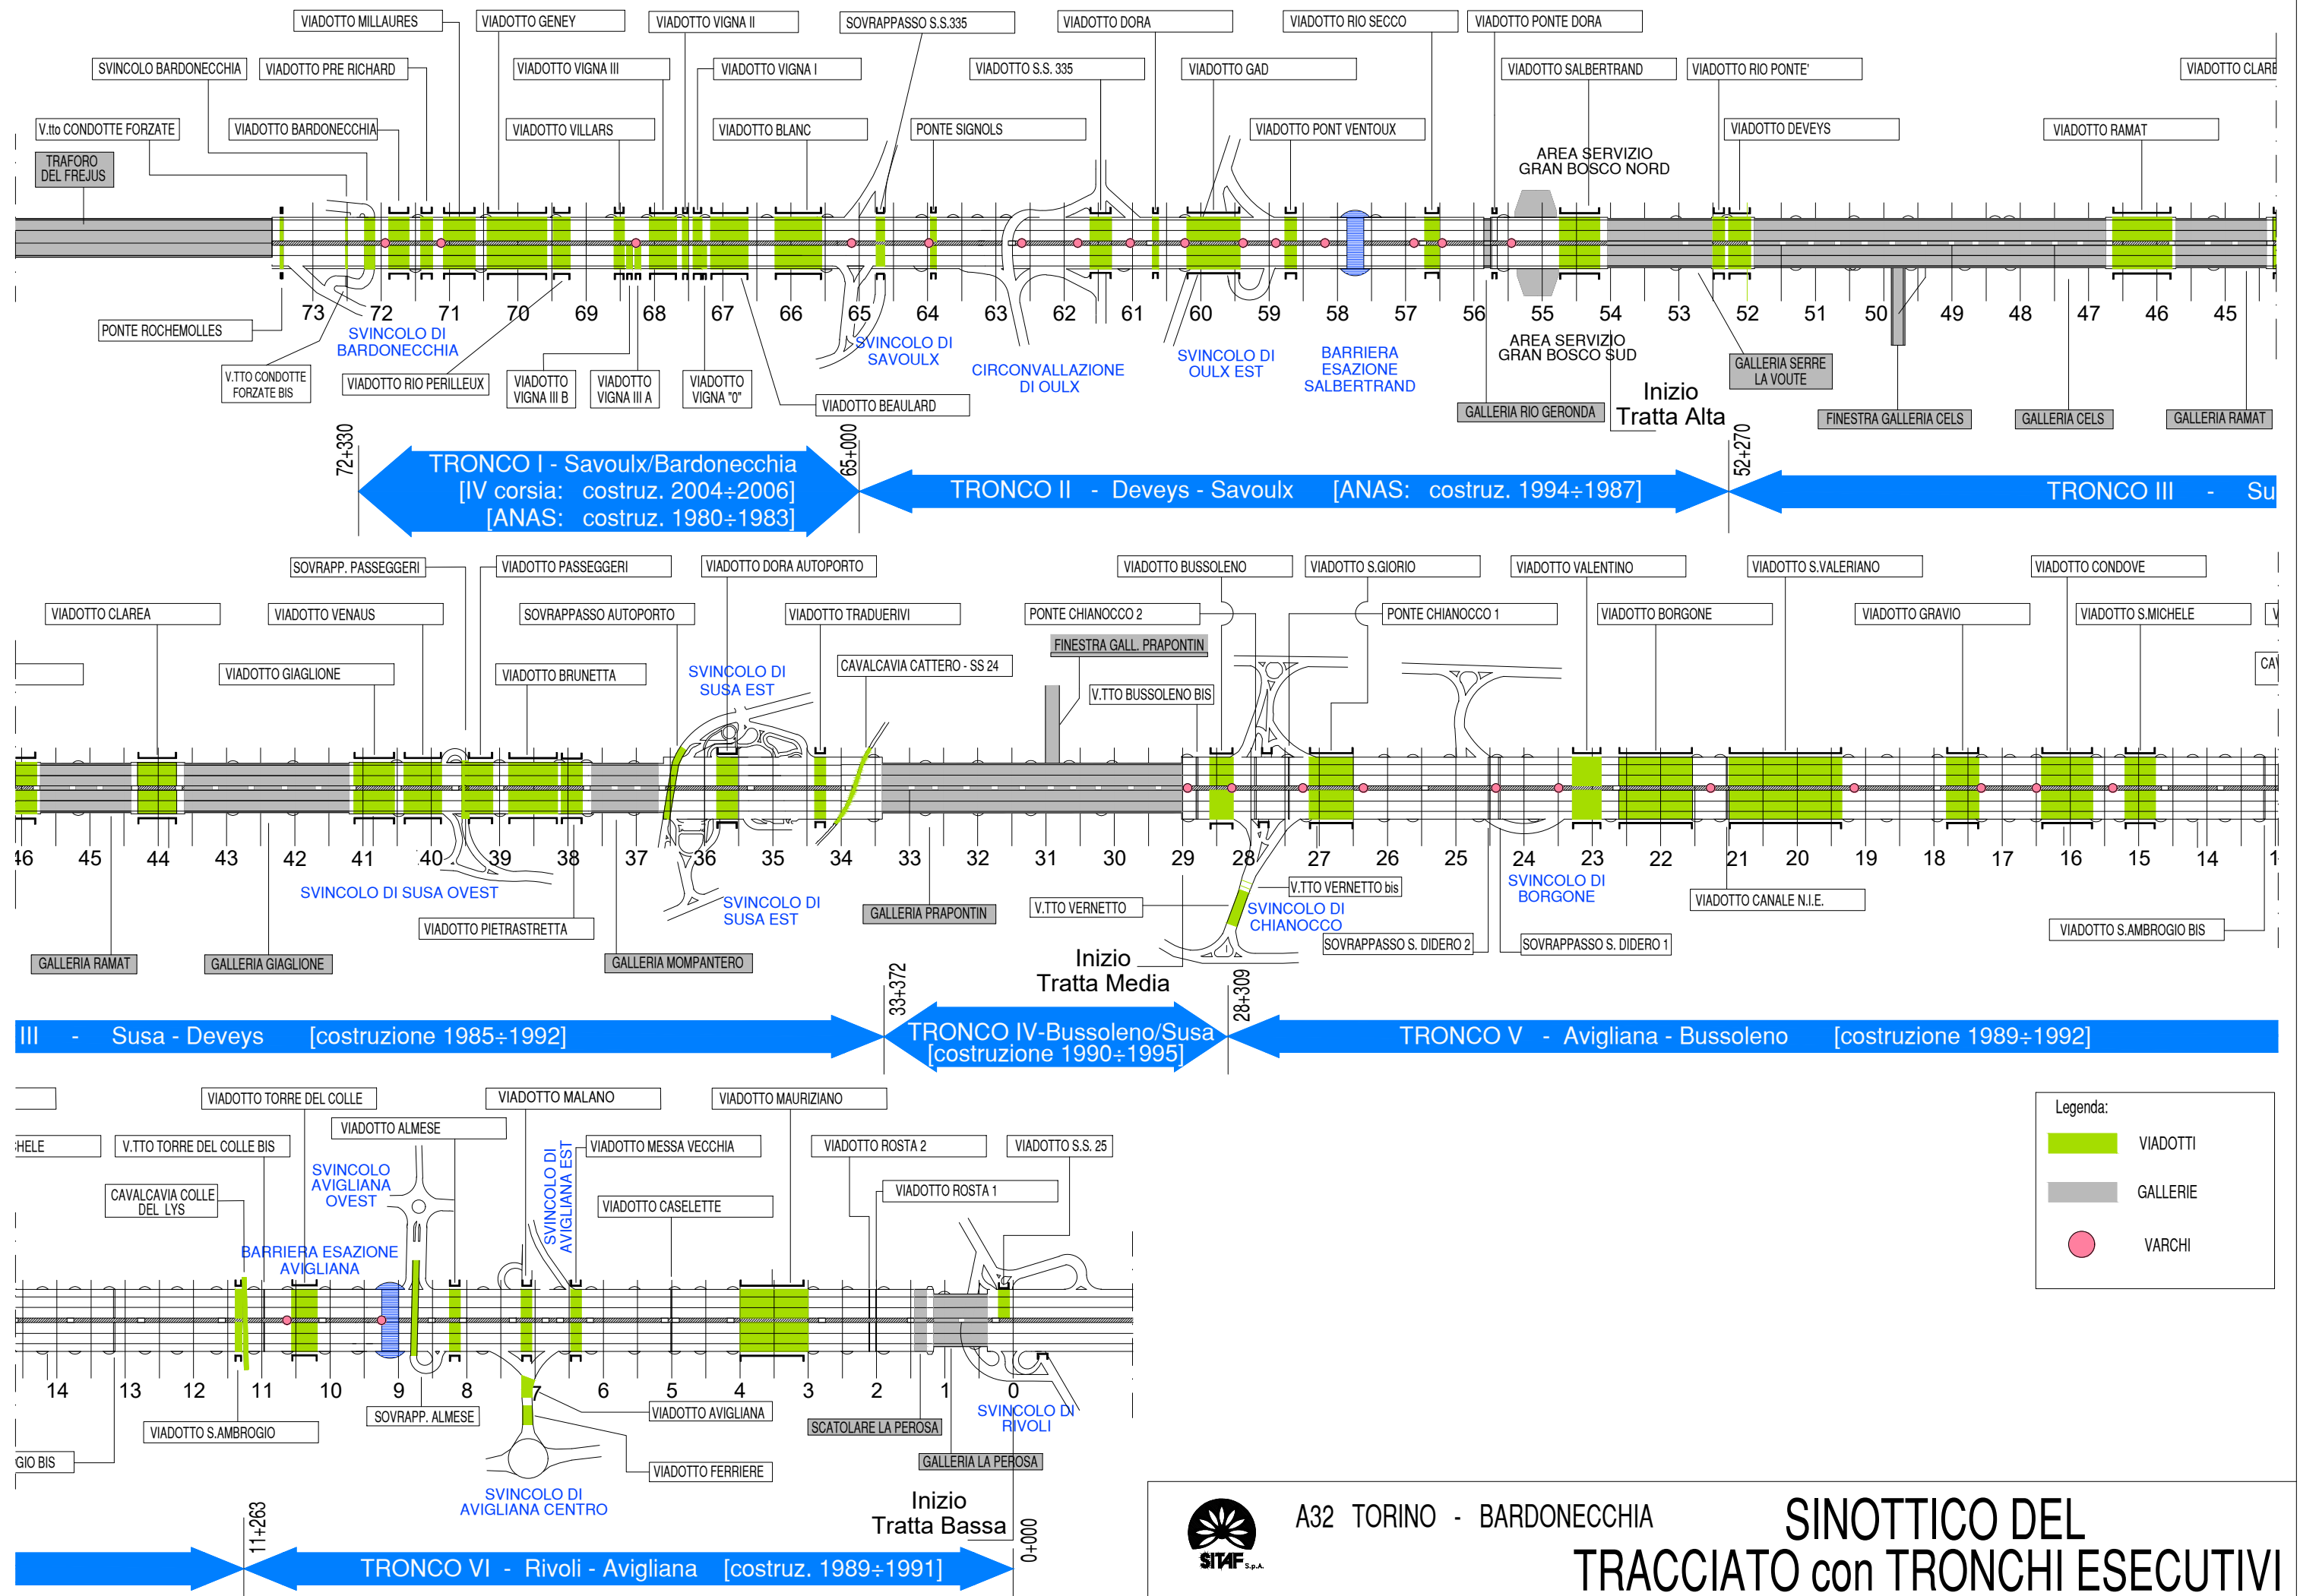 VIADOTTO MILLAURES
VIADOTTO GENEY
VIADOTTO VIGNA II
SOVRAPPASSO S.S.335
VIADOTTO DORA
VIADOTTO RIO SECCO
VIADOTTO PONTE DORA
SVINCOLO BARDONECCHIA
VIADOTTO PRE RICHARD
VIADOTTO VIGNA III
VIADOTTO VIGNA I
VIADOTTO S.S. 335
VIADOTTO GAD
VIADOTTO SALBERTRAND
VIADOTTO RIO PONTE'
VIADOTTO CLARE
V.tto CONDOTTE FORZATE
VIADOTTO BARDONECCHIA
VIADOTTO VILLARS
VIADOTTO BLANC
PONTE SIGNOLS
VIADOTTO PONT VENTOUX
VIADOTTO DEVEYS
VIADOTTO RAMAT
TRAFORO
DEL FREJUS
AREA SERVIZIO
GRAN BOSCO NORD
73 72 71 70 69 68 67 66 65 64 63 62 61 60 59 58 57 56 55 54 53 52 51 50 49 48 47 46 45
PONTE ROCHEMOLLES
SVINCOLO DI
BARDONECCHIA
SVINCOLO DI
SAVOULX
CIRCONVALLAZIONE
DI OULX
SVINCOLO DI
OULX EST
BARRIERA
ESAZIONE
SALBERTRAND
AREA SERVIZIO
GRAN BOSCO SUD
V.TTO CONDOTTE
FORZATE BIS
VIADOTTO RIO PERILLEUX
VIADOTTO
VIGNA III B
VIADOTTO
VIGNA III A
VIADOTTO
VIGNA "0"
VIADOTTO BEAULARD
GALLERIA RIO GERONDA
Inizio
Tratta Alta
GALLERIA SERRE
LA VOUTE
FINESTRA GALLERIA CELS
GALLERIA CELS
GALLERIA RAMAT
72+330
65+000
52+270
TRONCO I - Savoulx/Bardonecchia
[IV corsia: costruz. 2004÷2006]
[ANAS: costruz. 1980÷1983]
TRONCO II - Deveys - Savoulx [ANAS: costruz. 1994÷1987]
TRONCO III - Su
SOVRAPP. PASSEGGERI
VIADOTTO PASSEGGERI
VIADOTTO DORA AUTOPORTO
VIADOTTO BUSSOLENO
VIADOTTO S.GIORIO
VIADOTTO VALENTINO
VIADOTTO S.VALERIANO
VIADOTTO CONDOVE
VIADOTTO CLAREA
VIADOTTO VENAUS
SOVRAPPASSO AUTOPORTO
VIADOTTO TRADUERIVI
PONTE CHIANOCCO 2
PONTE CHIANOCCO 1
VIADOTTO BORGONE
VIADOTTO GRAVIO
VIADOTTO S.MICHELE
V
FINESTRA GALL. PRAPONTIN
VIADOTTO GIAGLIONE
VIADOTTO BRUNETTA
SVINCOLO DI
SUSA EST
CAVALCAVIA CATTERO - SS 24
V.TTO BUSSOLENO BIS
CAV
46 45 44 43 42 41 40 39 38 37 36 35 34 33 32 31 30 29 28 27 26 25 24 23 22 21 20 19 18 17 16 15 14 1
SVINCOLO DI SUSA OVEST
SVINCOLO DI
SUSA EST
VIADOTTO PIETRASTRETTA
GALLERIA PRAPONTIN
V.TTO VERNETTO
V.TTO VERNETTO bis
SVINCOLO DI
CHIANOCCO
SVINCOLO DI
BORGONE
VIADOTTO CANALE N.I.E.
SOVRAPPASSO S. DIDERO 2
SOVRAPPASSO S. DIDERO 1
VIADOTTO S.AMBROGIO BIS
GALLERIA RAMAT
GALLERIA GIAGLIONE
GALLERIA MOMPANTERO
Inizio
Tratta Media
33+372
28+309
III - Susa - Deveys [costruzione 1985÷1992]
TRONCO IV-Bussoleno/Susa
[costruzione 1990÷1995]
TRONCO V - Avigliana - Bussoleno [costruzione 1989÷1992]
VIADOTTO TORRE DEL COLLE
VIADOTTO MALANO
VIADOTTO MAURIZIANO
VIADOTTO ALMESE
CHELE
V.TTO TORRE DEL COLLE BIS
VIADOTTO MESSA VECCHIA
VIADOTTO ROSTA 2
VIADOTTO S.S. 25
SVINCOLO
AVIGLIANA
OVEST
SVINCOLO DI
AVIGLIANA EST
CAVALCAVIA COLLE
DEL LYS
VIADOTTO CASELETTE
VIADOTTO ROSTA 1
BARRIERA ESAZIONE
AVIGLIANA
14 13 12 11 10 9 8 7 6 5 4 3 2 1 0
VIADOTTO S.AMBROGIO
SOVRAPP. ALMESE
VIADOTTO AVIGLIANA
SCATOLARE LA PEROSA
SVINCOLO DI
RIVOLI
GIO BIS
VIADOTTO FERRIERE
GALLERIA LA PEROSA
SVINCOLO DI
AVIGLIANA CENTRO
Inizio
Tratta Bassa
11+263
0+000
TRONCO VI - Rivoli - Avigliana [costruz. 1989÷1991]
Legenda:
VIADOTTI
GALLERIE
VARCHI
SITAF S.p.A.
A32 TORINO - BARDONECCHIA
SINOTTICO DEL
TRACCIATO con TRONCHI ESECUTIVI